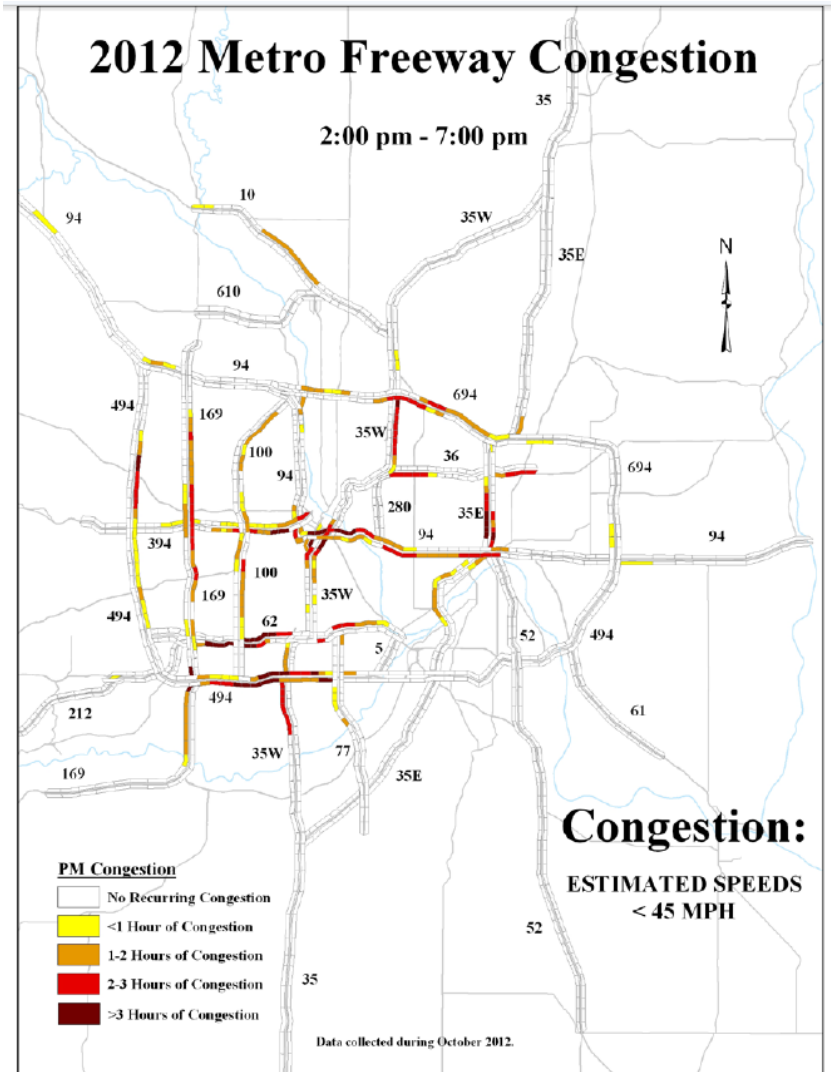 2012 Metro Freeway Congestion
35
2:00 pm - 7:00 pm
10
94
35W
N
35E
610
94
494
169
694
35W
100
36
694
94
280
35E
94
94
394
100
169
35W
494
62
52
494
5
494
212
61
35W
77
169
35E
Congestion:
PM Congestion
No Recurring Congestion
<1 Hour of Congestion
1-2 Hours of Congestion
2-3 Hours of Congestion
>3 Hours of Congestion
ESTIMATED SPEEDS
< 45 MPH
52
35
Data collected during October 2012.